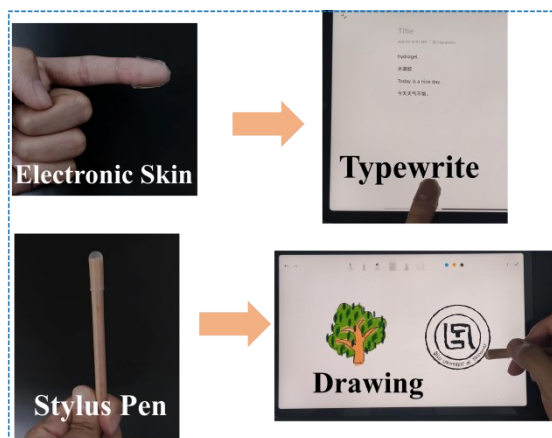 Title
hydrogel.
水凝胶
Today is a nice day.
今天天气不错。
Electronic Skin
Typewrite
Stylus Pen
Drawing